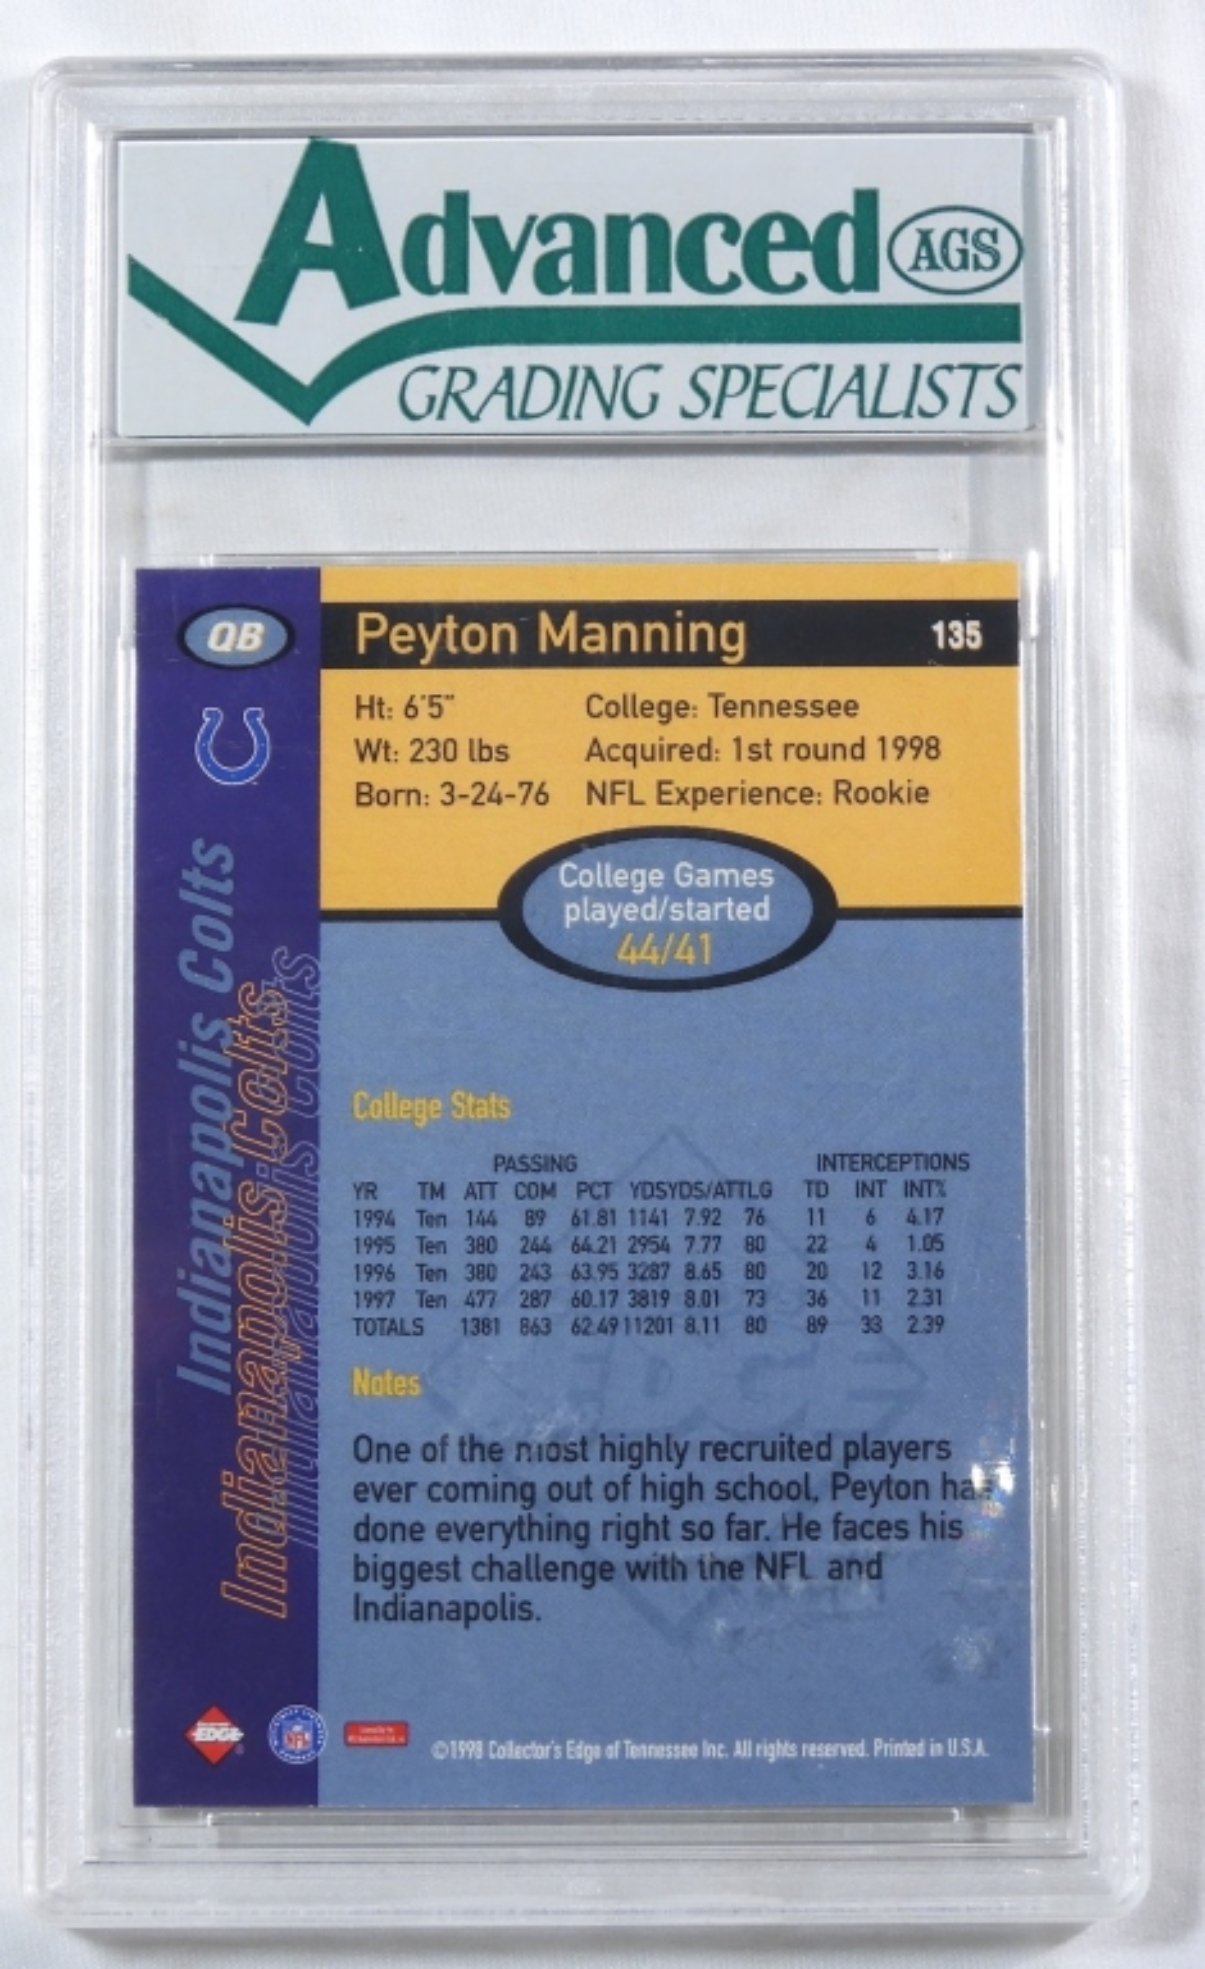 Advanced AGS
GRADING SPECIALISTS
QB
Peyton Manning 135
Ht: 6'5" College: Tennessee
Wt: 230 lbs Acquired: 1st round 1998
Born: 3-24-76 NFL Experience: Rookie
College Games
played/started
44/41
Indianapolis Colts
Indianapolis Colts
Indianapolis Colts
College Stats
PASSING INTERCEPTIONS
YR TM ATT COM PCT YDS YDS/ATT LG TD INT INT%
1994 Ten 144 89 61.81 1141 7.92 76 11 6 4.17
1995 Ten 380 244 64.21 2954 7.77 80 22 4 1.05
1996 Ten 380 243 63.95 3287 8.65 80 20 12 3.16
1997 Ten 477 287 60.17 3819 8.01 73 36 11 2.31
TOTALS 1381 863 62.49 11201 8.11 80 89 33 2.39
EDGE
Notes
One of the most highly recruited players
ever coming out of high school, Peyton has
done everything right so far. He faces his
biggest challenge with the NFL and
Indianapolis.
EDGE
NFL
©1998 Collector's Edge of Tennessee Inc. All rights reserved. Printed in U.S.A.